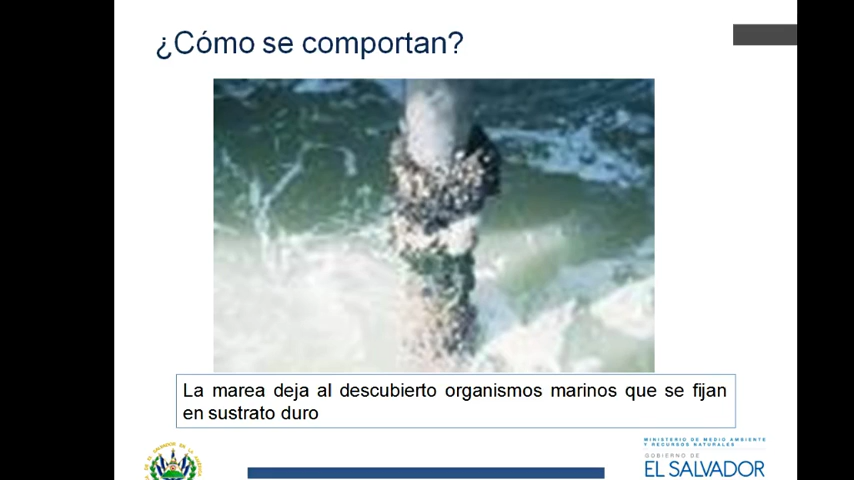 ¿Cómo se comportan?
La marea deja al descubierto organismos marinos que se fijan
en sustrato duro
MINISTERIO DE MEDIO AMBIENTE
Y RECURSOS NATURALES
GOBIERNO DE
EL SALVADOR